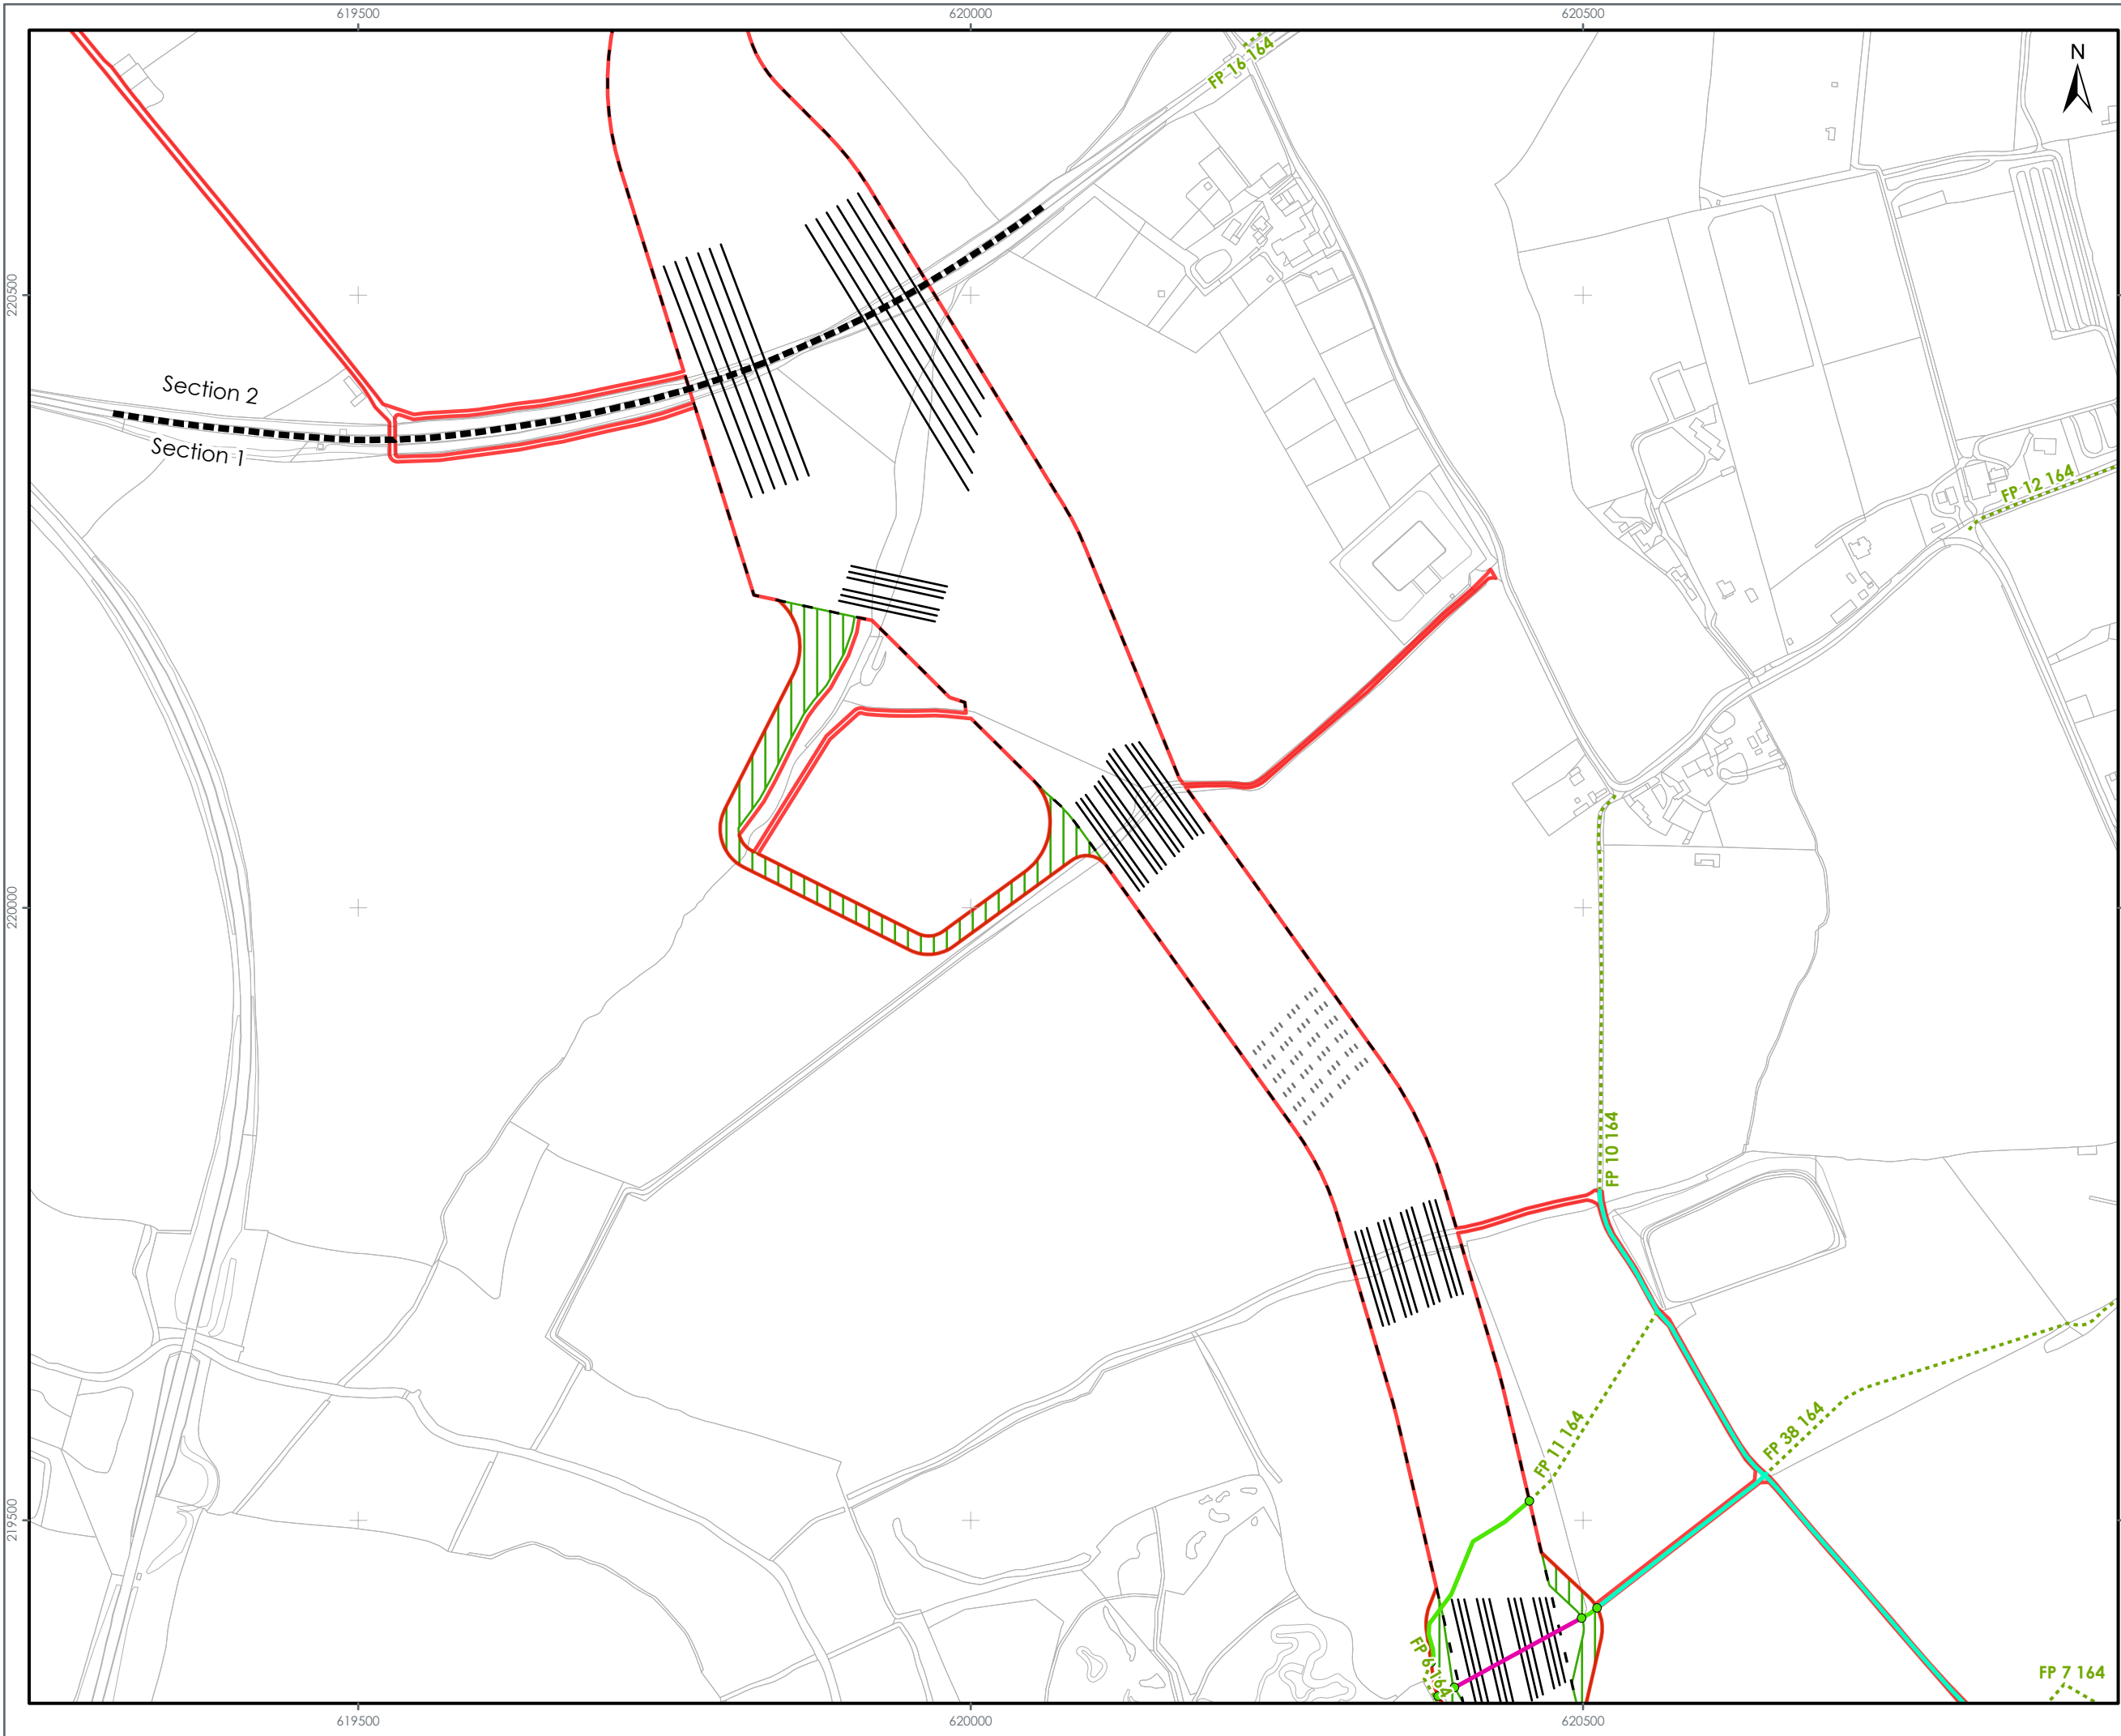 619500
620000
620500
N
FP 16 164
220500
Section 2
Section 1
FP 12 164
220000
FP 10 164
FP 11 164
FP 38 164
219500
FP 6 164
FP 7 164
619500
620000
620500